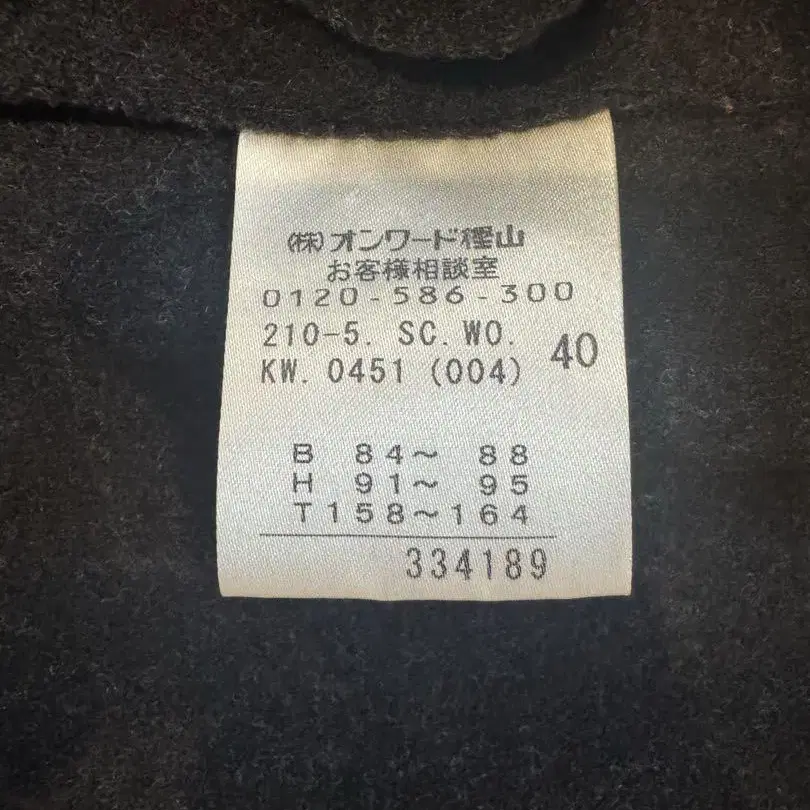 (株)オンワード樫山
お客様相談室
0120-586-300
210-5. SC.WO.
KW. 0451 (004) 40
B 84~ 88
H 91~ 95
T158~164
334189